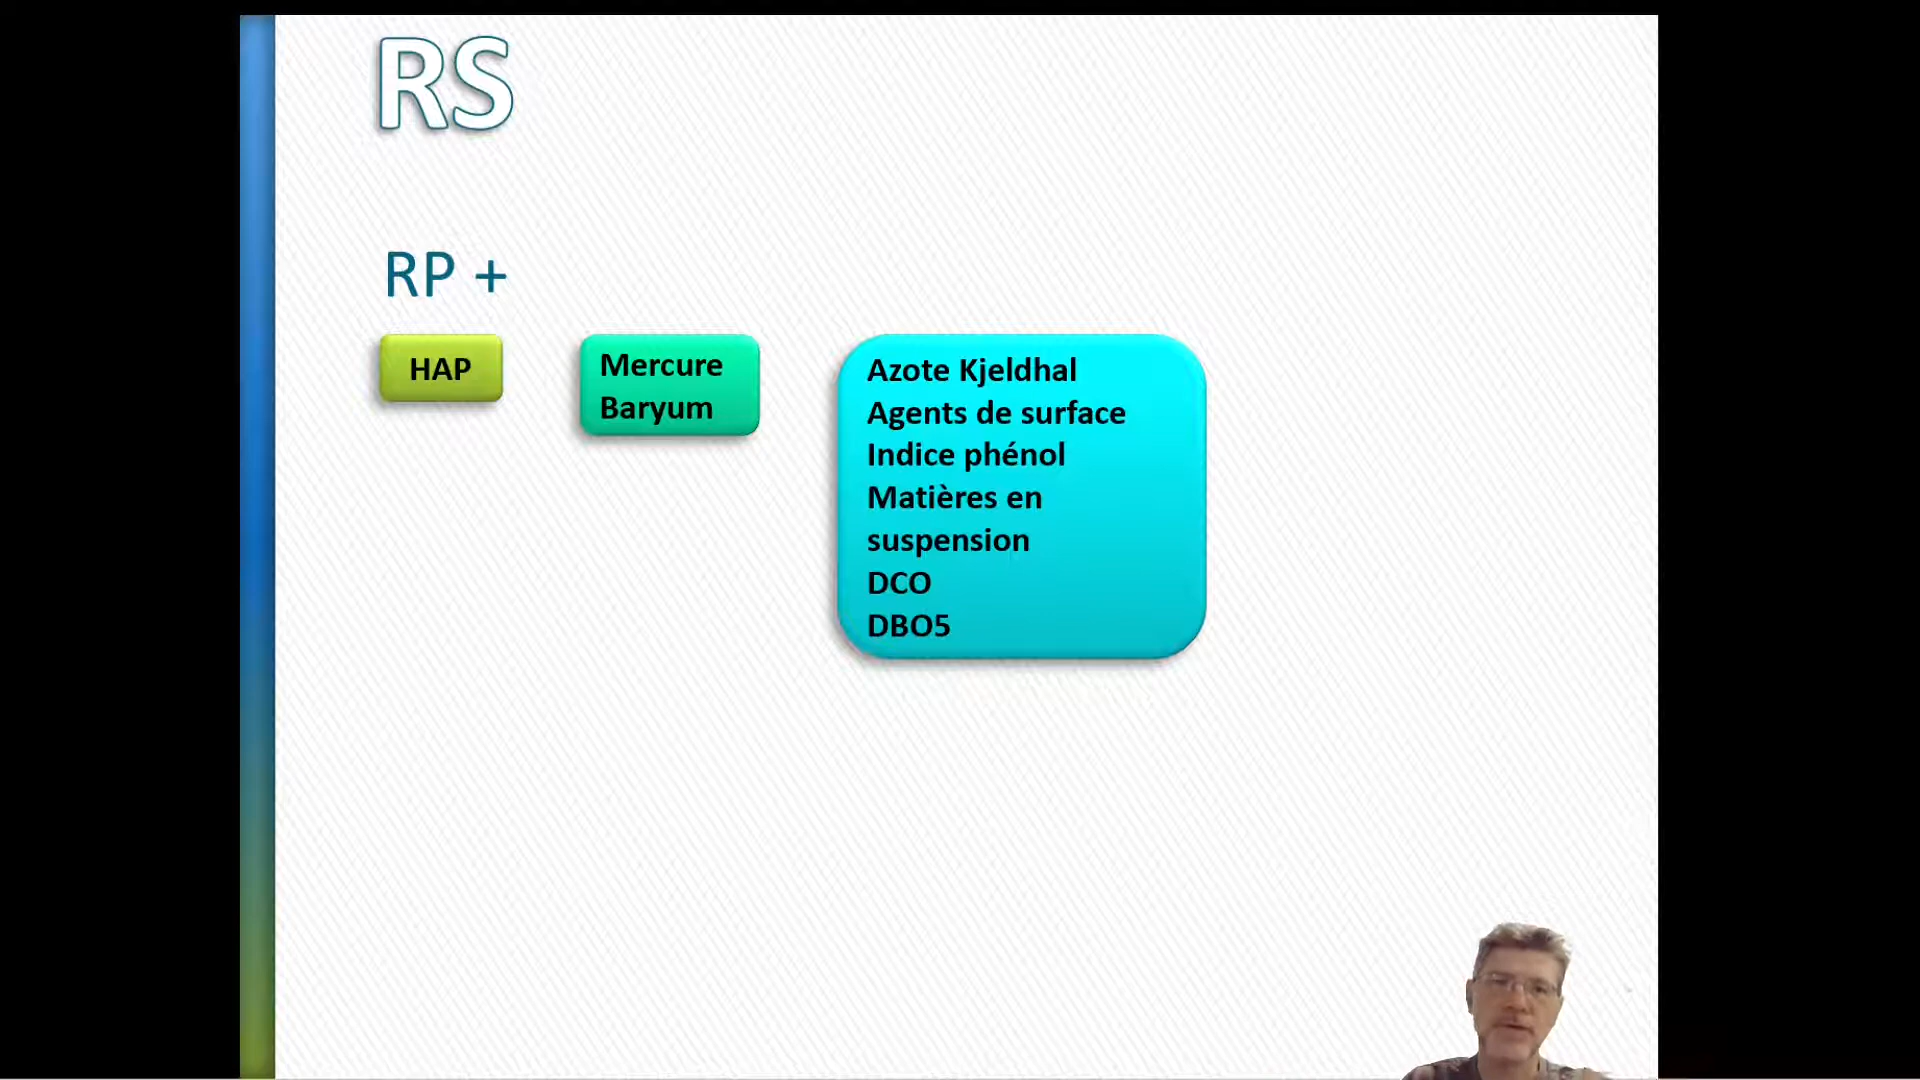 RS
RP +
HAP
Mercure
Baryum
Azote Kjeldhal
Agents de surface
Indice phénol
Matières en
suspension
DCO
DBO5